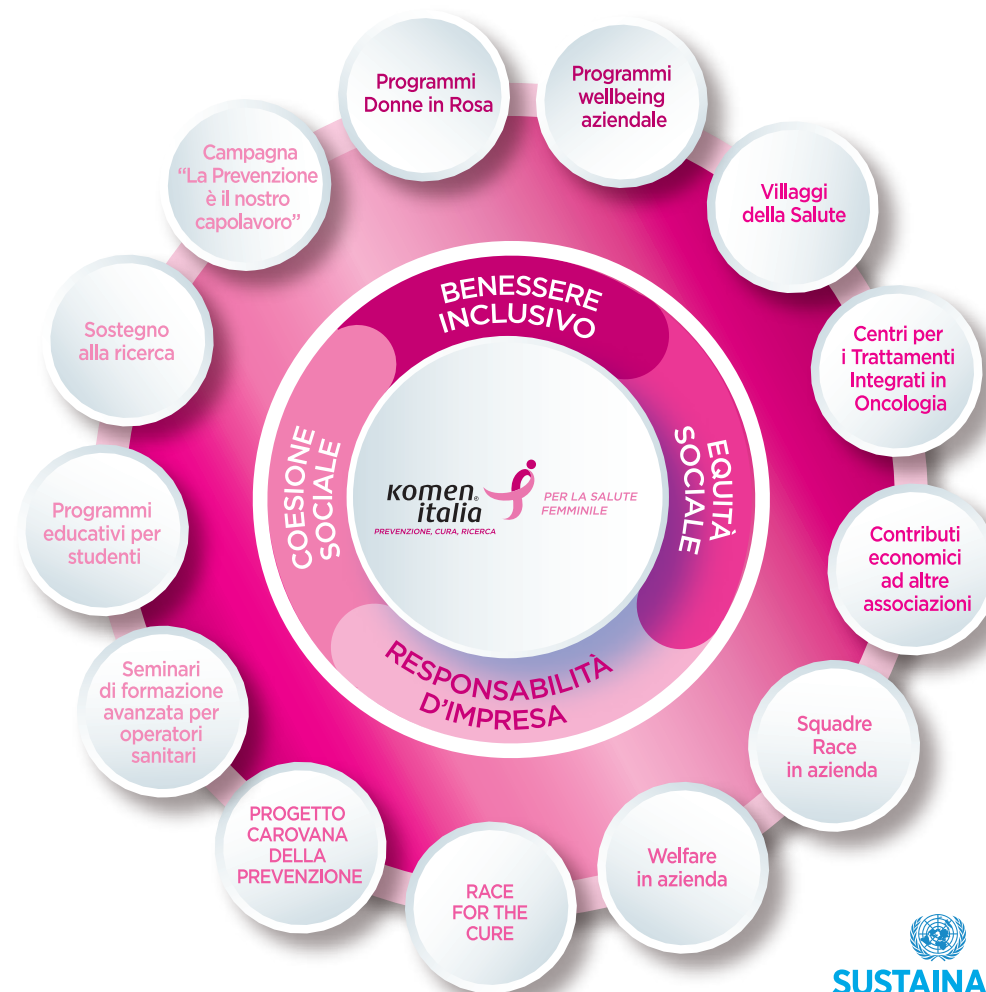 Programmi
Donne in Rosa
Programmi
wellbeing
aziendale
Villaggi
della Salute
Centri per
i Trattamenti
Integrati in
Oncologia
Contributi
economici
ad altre
associazioni
Squadre
Race
in azienda
Welfare
in azienda
RACE
FOR THE
CURE
PROGETTO
CAROVANA
DELLA
PREVENZIONE
Seminari
di formazione
avanzata per
operatori
sanitari
Programmi
educativi per
studenti
Sostegno
alla ricerca
Campagna
“La Prevenzione
è il nostro
capolavoro”
BENESSERE
INCLUSIVO
EQUITÀ
SOCIALE
RESPONSABILITÀ
D’IMPRESA
COESIONE
SOCIALE
komen®
italia
PREVENZIONE, CURA, RICERCA
PER LA SALUTE
FEMMINILE
SUSTAINA